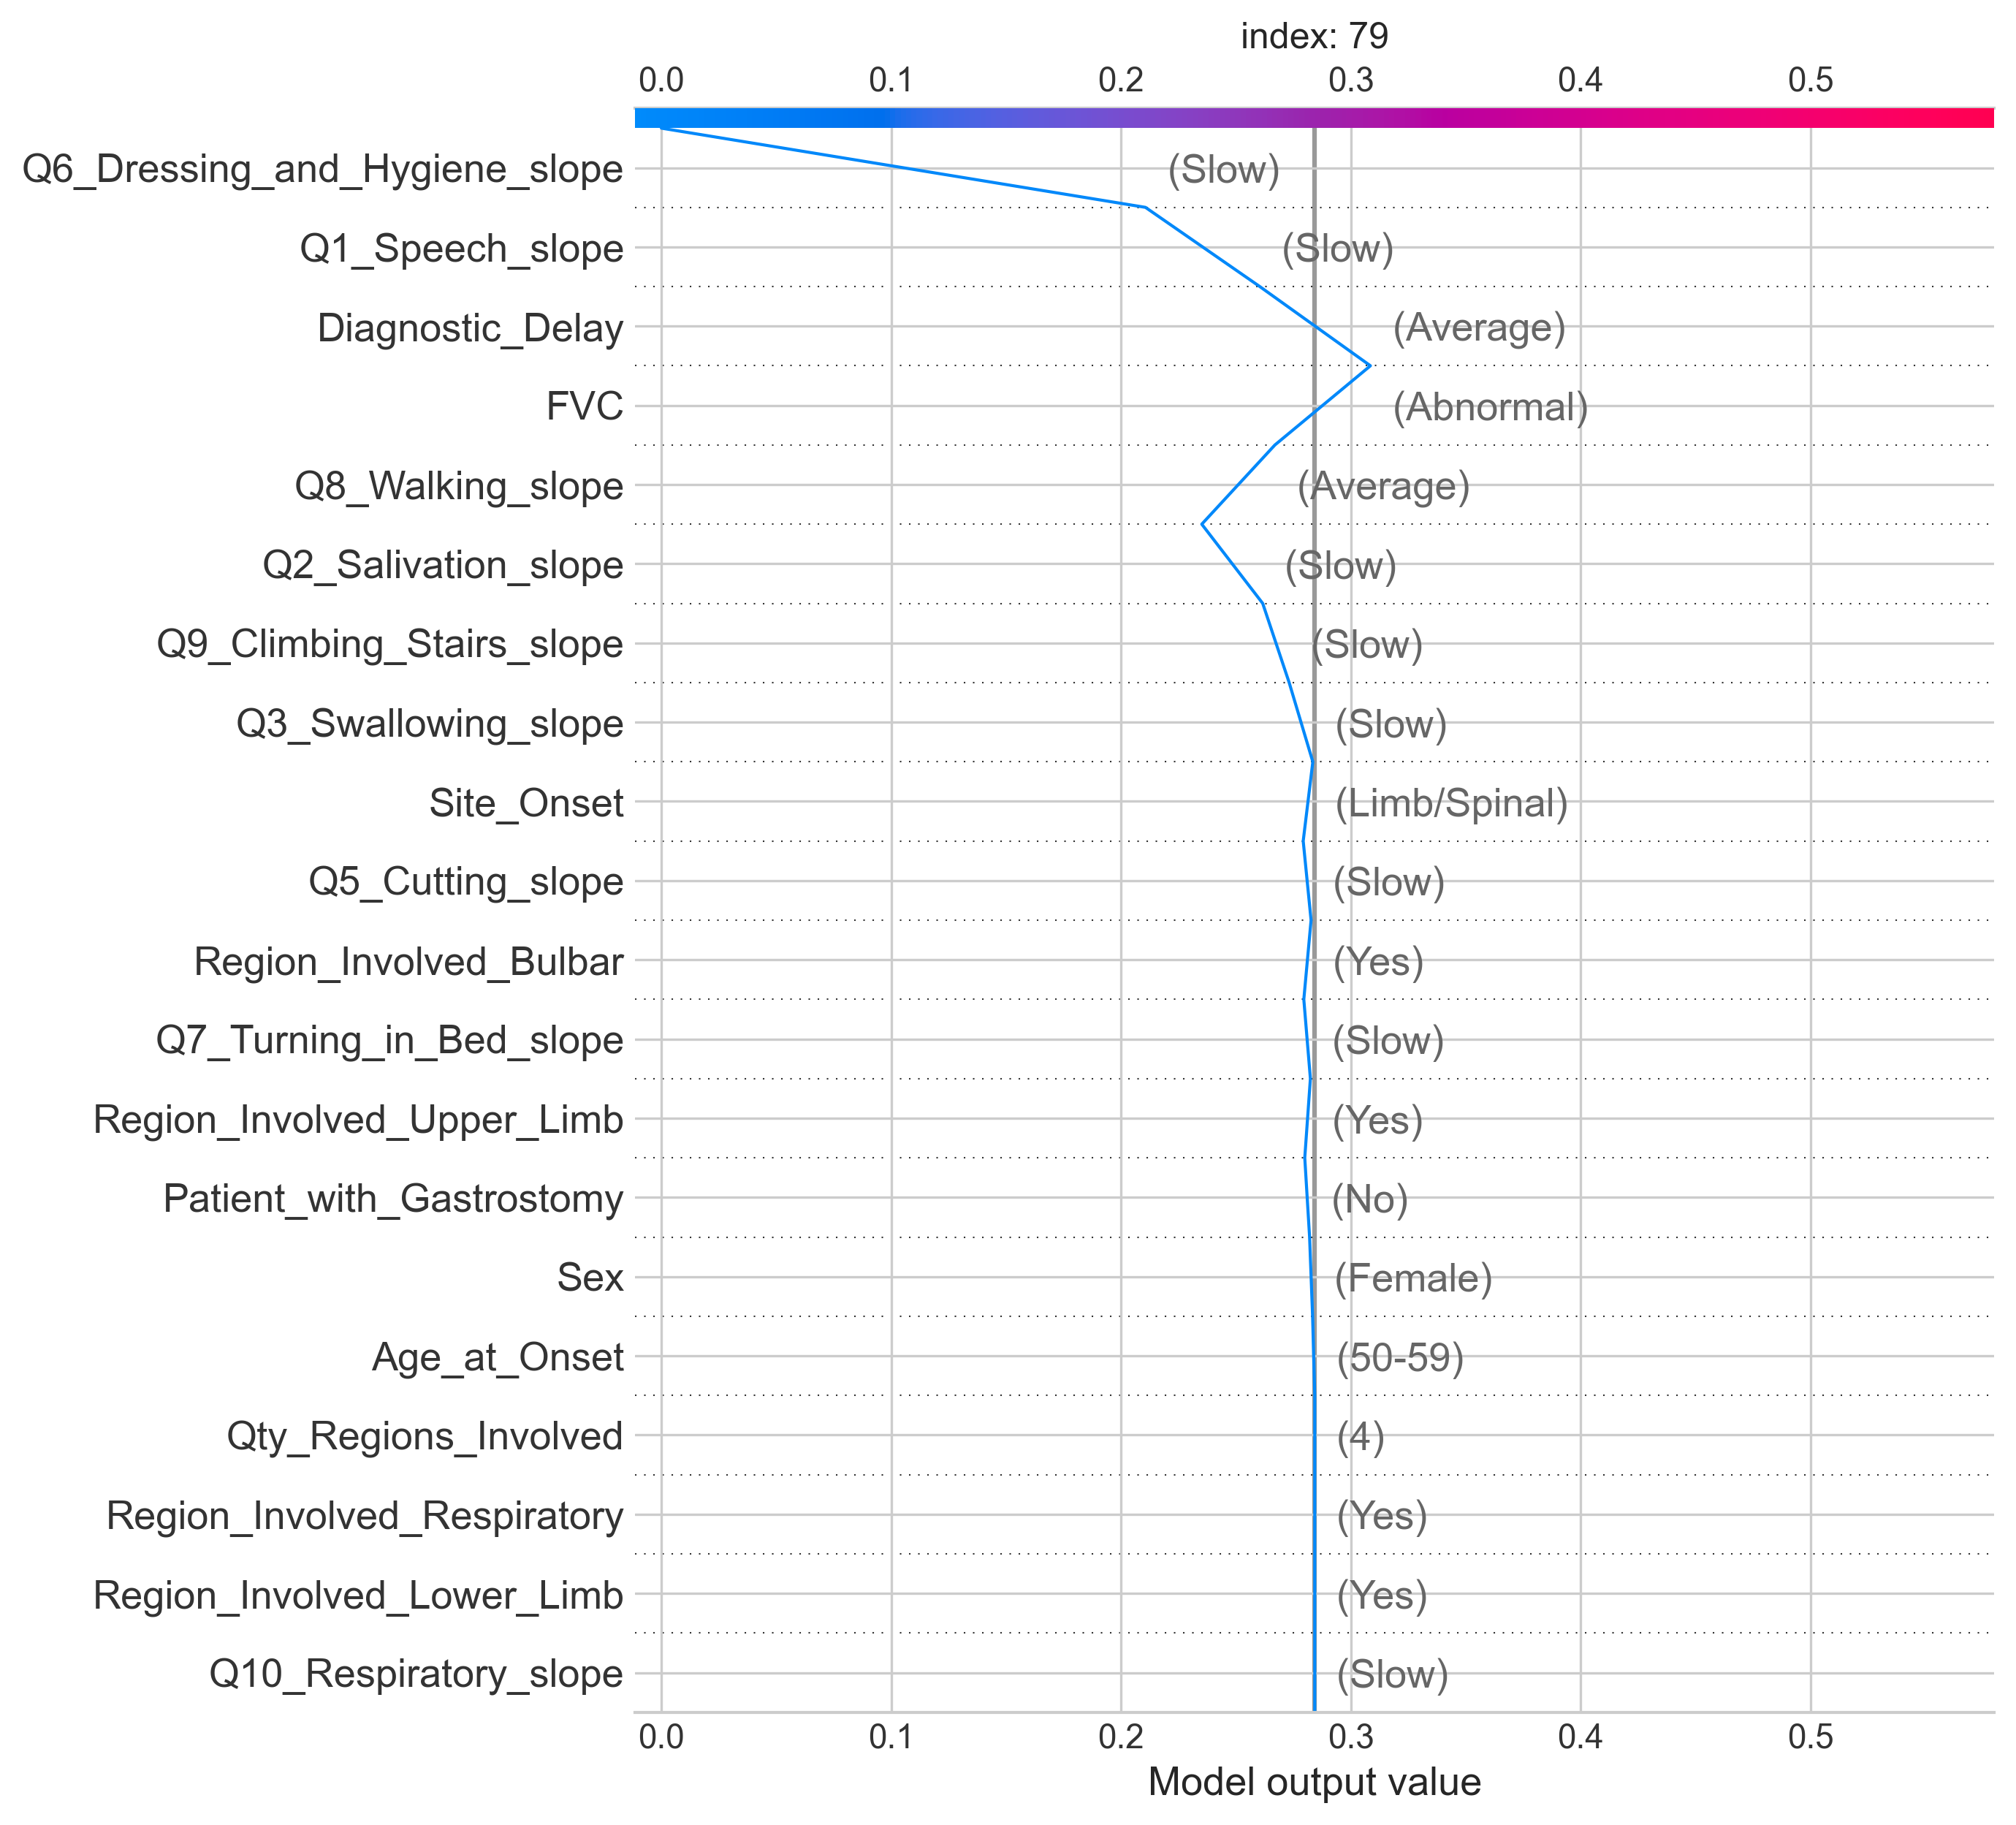 index: 79
0.0 0.1 0.2 0.3 0.4 0.5
Q6_Dressing_and_Hygiene_slope (Slow)
Q1_Speech_slope (Slow)
Diagnostic_Delay (Average)
FVC (Abnormal)
Q8_Walking_slope (Average)
Q2_Salivation_slope (Slow)
Q9_Climbing_Stairs_slope (Slow)
Q3_Swallowing_slope (Slow)
Site_Onset (Limb/Spinal)
Q5_Cutting_slope (Slow)
Region_Involved_Bulbar (Yes)
Q7_Turning_in_Bed_slope (Slow)
Region_Involved_Upper_Limb (Yes)
Patient_with_Gastrostomy (No)
Sex (Female)
Age_at_Onset (50-59)
Qty_Regions_Involved (4)
Region_Involved_Respiratory (Yes)
Region_Involved_Lower_Limb (Yes)
Q10_Respiratory_slope (Slow)
0.0 0.1 0.2 0.3 0.4 0.5
Model output value